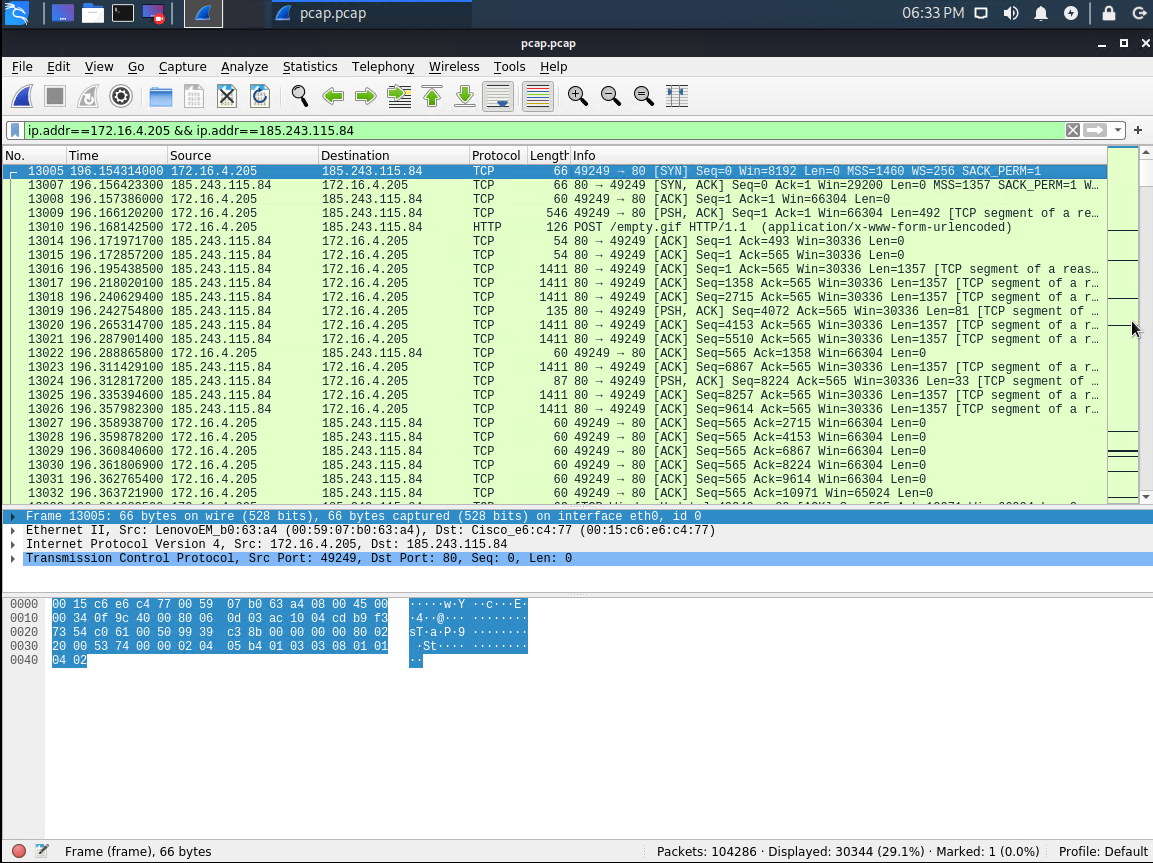 pcap.pcap 06:33 PM
pcap.pcap
File Edit View Go Capture Analyze Statistics Telephony Wireless Tools Help
ip.addr==172.16.4.205 && ip.addr==185.243.115.84
No. Time Source Destination Protocol Length Info
13005 196.154314000 172.16.4.205 185.243.115.84 TCP 66 49249 → 80 [SYN] Seq=0 Win=8192 Len=0 MSS=1460 WS=256 SACK_PERM=1
13007 196.156423300 185.243.115.84 172.16.4.205 TCP 66 80 → 49249 [SYN, ACK] Seq=0 Ack=1 Win=29200 Len=0 MSS=1357 SACK_PERM=1 W…
13008 196.157386000 172.16.4.205 185.243.115.84 TCP 60 49249 → 80 [ACK] Seq=1 Ack=1 Win=66304 Len=0
13009 196.166120200 172.16.4.205 185.243.115.84 TCP 546 49249 → 80 [PSH, ACK] Seq=1 Ack=1 Win=66304 Len=492 [TCP segment of a re…
13010 196.168142500 172.16.4.205 185.243.115.84 HTTP 126 POST /empty.gif HTTP/1.1 (application/x-www-form-urlencoded)
13014 196.171971700 185.243.115.84 172.16.4.205 TCP 54 80 → 49249 [ACK] Seq=1 Ack=493 Win=30336 Len=0
13015 196.172857200 185.243.115.84 172.16.4.205 TCP 54 80 → 49249 [ACK] Seq=1 Ack=565 Win=30336 Len=0
13016 196.195438500 185.243.115.84 172.16.4.205 TCP 1411 80 → 49249 [ACK] Seq=1 Ack=565 Win=30336 Len=1357 [TCP segment of a reas…
13017 196.218020100 185.243.115.84 172.16.4.205 TCP 1411 80 → 49249 [ACK] Seq=1358 Ack=565 Win=30336 Len=1357 [TCP segment of a r…
13018 196.240629400 185.243.115.84 172.16.4.205 TCP 1411 80 → 49249 [ACK] Seq=2715 Ack=565 Win=30336 Len=1357 [TCP segment of a r…
13019 196.242754800 185.243.115.84 172.16.4.205 TCP 135 80 → 49249 [PSH, ACK] Seq=4072 Ack=565 Win=30336 Len=81 [TCP segment of …
13020 196.265314700 185.243.115.84 172.16.4.205 TCP 1411 80 → 49249 [ACK] Seq=4153 Ack=565 Win=30336 Len=1357 [TCP segment of a r…
13021 196.287901400 185.243.115.84 172.16.4.205 TCP 1411 80 → 49249 [ACK] Seq=5510 Ack=565 Win=30336 Len=1357 [TCP segment of a r…
13022 196.288865800 172.16.4.205 185.243.115.84 TCP 60 49249 → 80 [ACK] Seq=565 Ack=1358 Win=66304 Len=0
13023 196.311429100 185.243.115.84 172.16.4.205 TCP 1411 80 → 49249 [ACK] Seq=6867 Ack=565 Win=30336 Len=1357 [TCP segment of a r…
13024 196.312817200 185.243.115.84 172.16.4.205 TCP 87 80 → 49249 [PSH, ACK] Seq=8224 Ack=565 Win=30336 Len=33 [TCP segment of …
13025 196.335394600 185.243.115.84 172.16.4.205 TCP 1411 80 → 49249 [ACK] Seq=8257 Ack=565 Win=30336 Len=1357 [TCP segment of a r…
13026 196.357982300 185.243.115.84 172.16.4.205 TCP 1411 80 → 49249 [ACK] Seq=9614 Ack=565 Win=30336 Len=1357 [TCP segment of a r…
13027 196.358938700 172.16.4.205 185.243.115.84 TCP 60 49249 → 80 [ACK] Seq=565 Ack=2715 Win=66304 Len=0
13028 196.359878200 172.16.4.205 185.243.115.84 TCP 60 49249 → 80 [ACK] Seq=565 Ack=4153 Win=66304 Len=0
13029 196.360840600 172.16.4.205 185.243.115.84 TCP 60 49249 → 80 [ACK] Seq=565 Ack=6867 Win=66304 Len=0
13030 196.361806900 172.16.4.205 185.243.115.84 TCP 60 49249 → 80 [ACK] Seq=565 Ack=8224 Win=66304 Len=0
13031 196.362765400 172.16.4.205 185.243.115.84 TCP 60 49249 → 80 [ACK] Seq=565 Ack=9614 Win=66304 Len=0
13032 196.363721900 172.16.4.205 185.243.115.84 TCP 60 49249 → 80 [ACK] Seq=565 Ack=10971 Win=65024 Len=0
Frame 13005: 66 bytes on wire (528 bits), 66 bytes captured (528 bits) on interface eth0, id 0
Ethernet II, Src: LenovoEM_b0:63:a4 (00:59:07:b0:63:a4), Dst: Cisco_e6:c4:77 (00:15:c6:e6:c4:77)
Internet Protocol Version 4, Src: 172.16.4.205, Dst: 185.243.115.84
Transmission Control Protocol, Src Port: 49249, Dst Port: 80, Seq: 0, Len: 0
0000 00 15 c6 e6 c4 77 00 59 07 b0 63 a4 08 00 45 00 ·····w·Y ··c···E·
0010 00 34 0f 9c 40 00 80 06 0d 03 ac 10 04 cd b9 f3 ·4··@··· ········
0020 73 54 c0 61 00 50 99 39 c3 8b 00 00 00 00 80 02 sT·a·P·9 ········
0030 20 00 53 74 00 00 02 04 05 b4 01 03 03 08 01 01 ·St···· ········
0040 04 02 ··
Frame (frame), 66 bytes Packets: 104286 · Displayed: 30344 (29.1%) · Marked: 1 (0.0%) Profile: Default